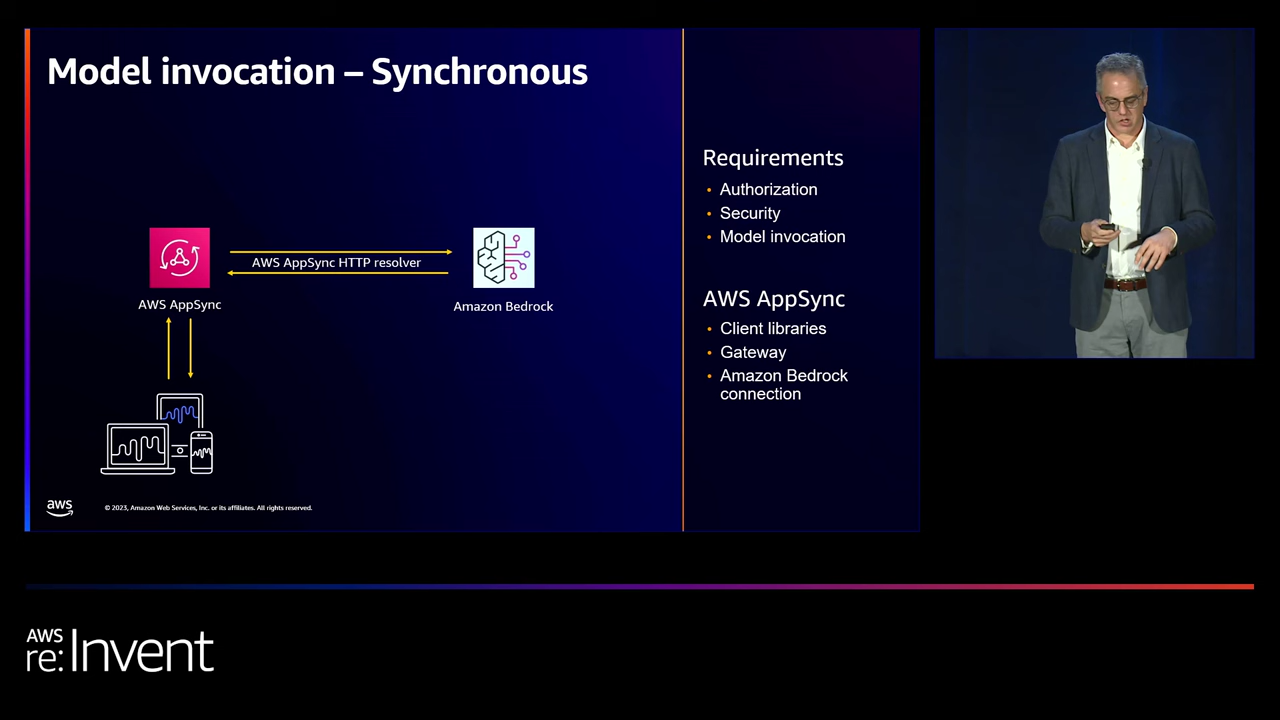 Model invocation – Synchronous
AWS AppSync HTTP resolver
AWS AppSync
Amazon Bedrock
aws
© 2023, Amazon Web Services, Inc. or its affiliates. All rights reserved.
Requirements
• Authorization
• Security
• Model invocation
AWS AppSync
• Client libraries
• Gateway
• Amazon Bedrock
connection
AWS
re:Invent